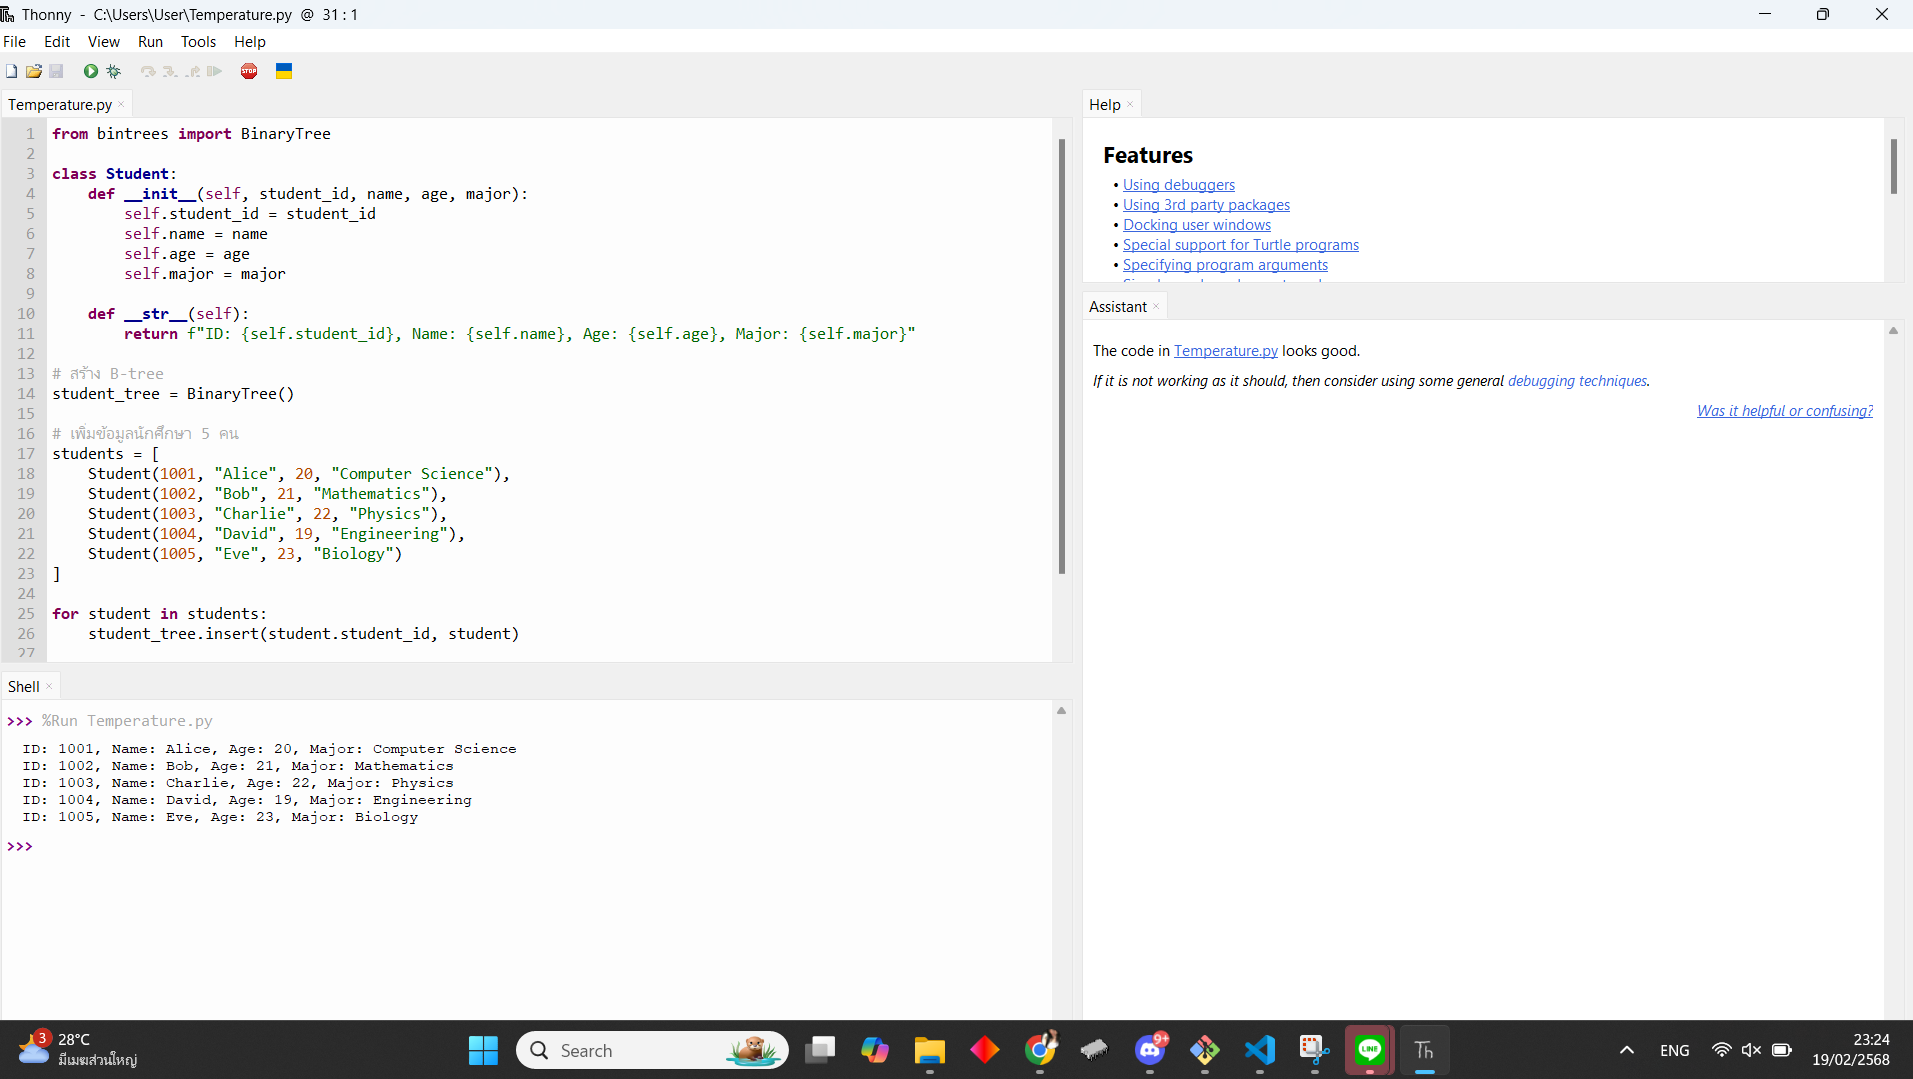 Thonny - C:\Users\User\Temperature.py @ 31 : 1
File Edit View Run Tools Help
STOP
Temperature.py ×
1 from bintrees import BinaryTree
2
3 class Student:
4     def __init__(self, student_id, name, age, major):
5         self.student_id = student_id
6         self.name = name
7         self.age = age
8         self.major = major
9
10     def __str__(self):
11         return f"ID: {self.student_id}, Name: {self.name}, Age: {self.age}, Major: {self.major}"
12
13 # สร้าง B-tree
14 student_tree = BinaryTree()
15
16 # เพิ่มข้อมูลนักศึกษา 5 คน
17 students = [
18     Student(1001, "Alice", 20, "Computer Science"),
19     Student(1002, "Bob", 21, "Mathematics"),
20     Student(1003, "Charlie", 22, "Physics"),
21     Student(1004, "David", 19, "Engineering"),
22     Student(1005, "Eve", 23, "Biology")
23 ]
24
25 for student in students:
26     student_tree.insert(student.student_id, student)
27
Shell ×
>>> %Run Temperature.py
ID: 1001, Name: Alice, Age: 20, Major: Computer Science
ID: 1002, Name: Bob, Age: 21, Major: Mathematics
ID: 1003, Name: Charlie, Age: 22, Major: Physics
ID: 1004, Name: David, Age: 19, Major: Engineering
ID: 1005, Name: Eve, Age: 23, Major: Biology
>>>
Help ×
Features
• Using debuggers
• Using 3rd party packages
• Docking user windows
• Special support for Turtle programs
• Specifying program arguments
Assistant ×
The code in Temperature.py looks good.
If it is not working as it should, then consider using some general debugging techniques.
Was it helpful or confusing?
3
28°C
มีเมฆส่วนใหญ่
Search
9+
LINE
Th
ENG
23:24
19/02/2568